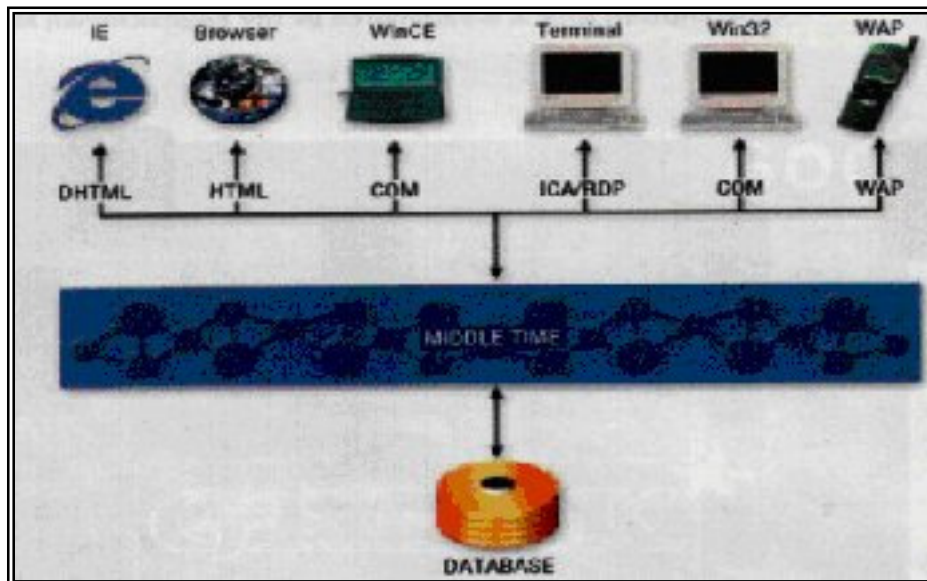 IE Browser WinCE Terminal Win32 WAP
DHTML HTML COM ICA/RDP COM WAP
MIDDLE TIME
DATABASE